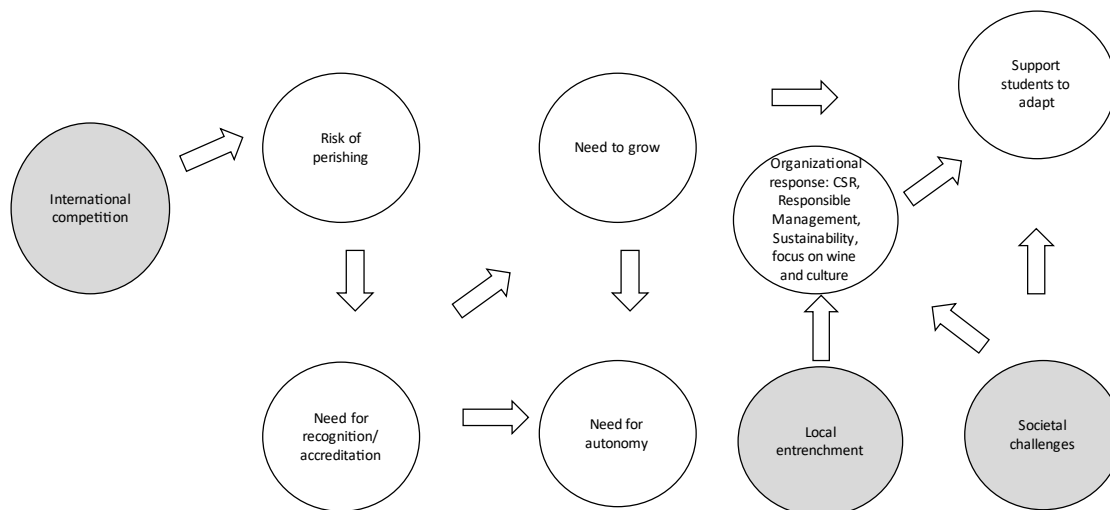 International
competition
Risk of
perishing
Need to grow
Organizational
response: CSR,
Responsible
Management,
Sustainability,
focus on wine
and culture
Support
students to
adapt
Need for
recognition/
accreditation
Need for
autonomy
Local
entrenchment
Societal
challenges